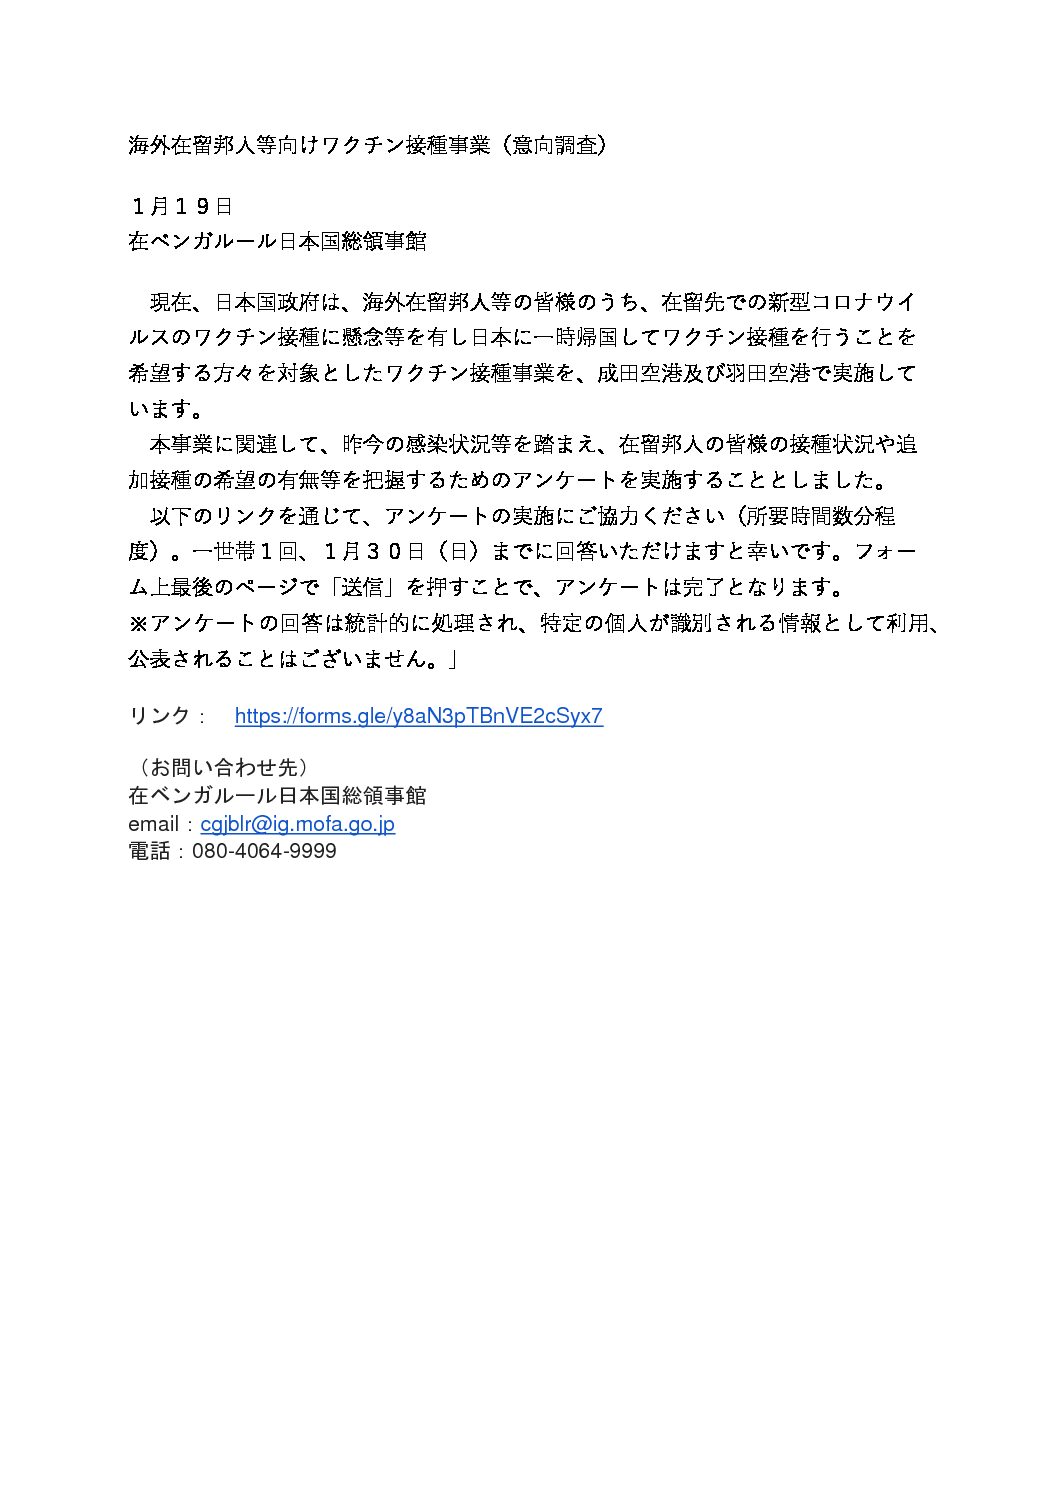 海外在留邦人等向けワクチン接種事業（意向調査）
１月１９日
在ベンガルール日本国総領事館
現在、日本国政府は、海外在留邦人等の皆様のうち、在留先での新型コロナウイ
ルスのワクチン接種に懸念等を有し日本に一時帰国してワクチン接種を行うことを
希望する方々を対象としたワクチン接種事業を、成田空港及び羽田空港で実施して
います。
本事業に関連して、昨今の感染状況等を踏まえ、在留邦人の皆様の接種状況や追
加接種の希望の有無等を把握するためのアンケートを実施することとしました。
以下のリンクを通じて、アンケートの実施にご協力ください（所要時間数分程
度）。一世帯１回、１月３０日（日）までに回答いただけますと幸いです。フォー
ム上最後のページで「送信」を押すことで、アンケートは完了となります。
※アンケートの回答は統計的に処理され、特定の個人が識別される情報として利用、
公表されることはございません。」
リンク： https://forms.gle/y8aN3pTBnVE2cSyx7
（お問い合わせ先）
在ベンガルール日本国総領事館
email：cgjblr@ig.mofa.go.jp
電話：080-4064-9999